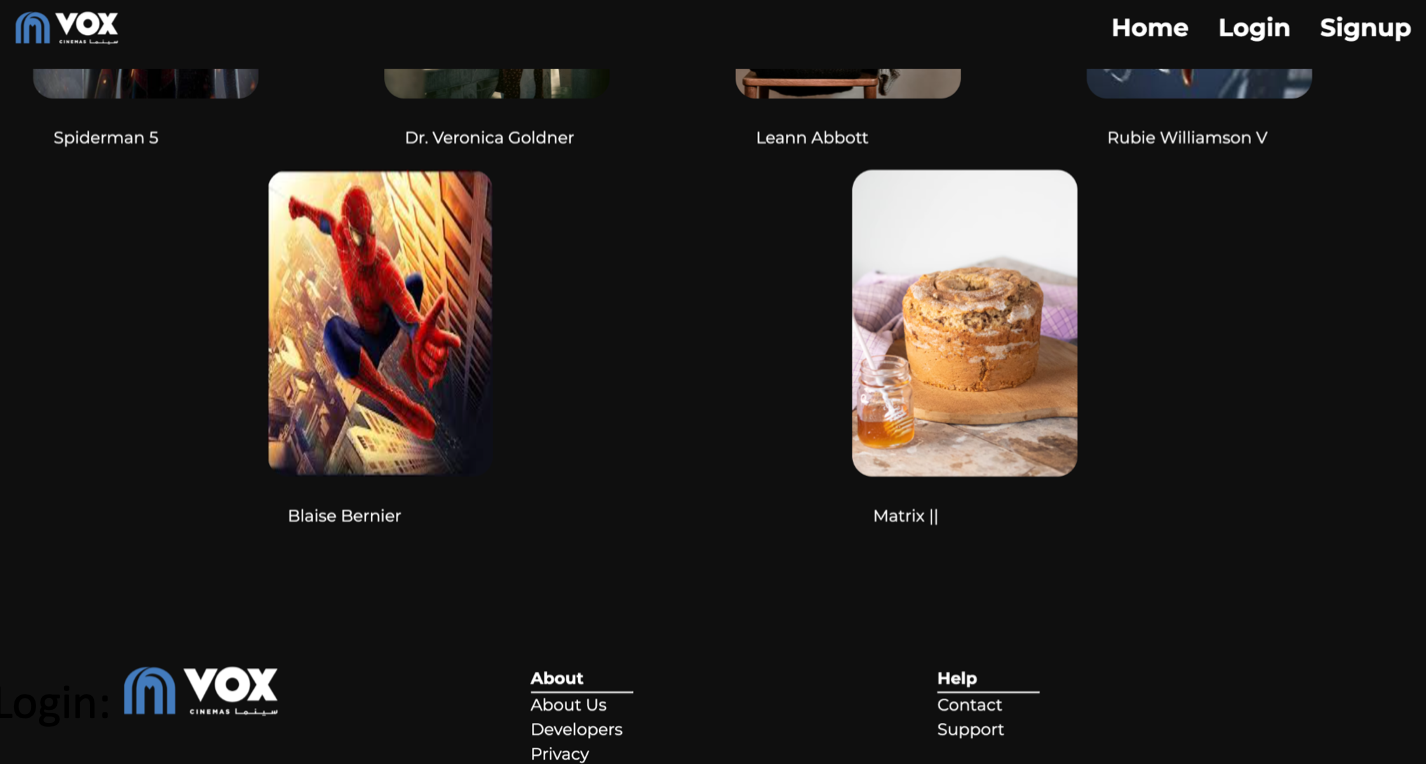 VOX
CINEMAS سينما
Home Login Signup
Spiderman 5
Dr. Veronica Goldner
Leann Abbott
Rubie Williamson V
Blaise Bernier
Matrix ||
Login:
VOX
CINEMAS سينما
About
About Us
Developers
Privacy
Help
Contact
Support